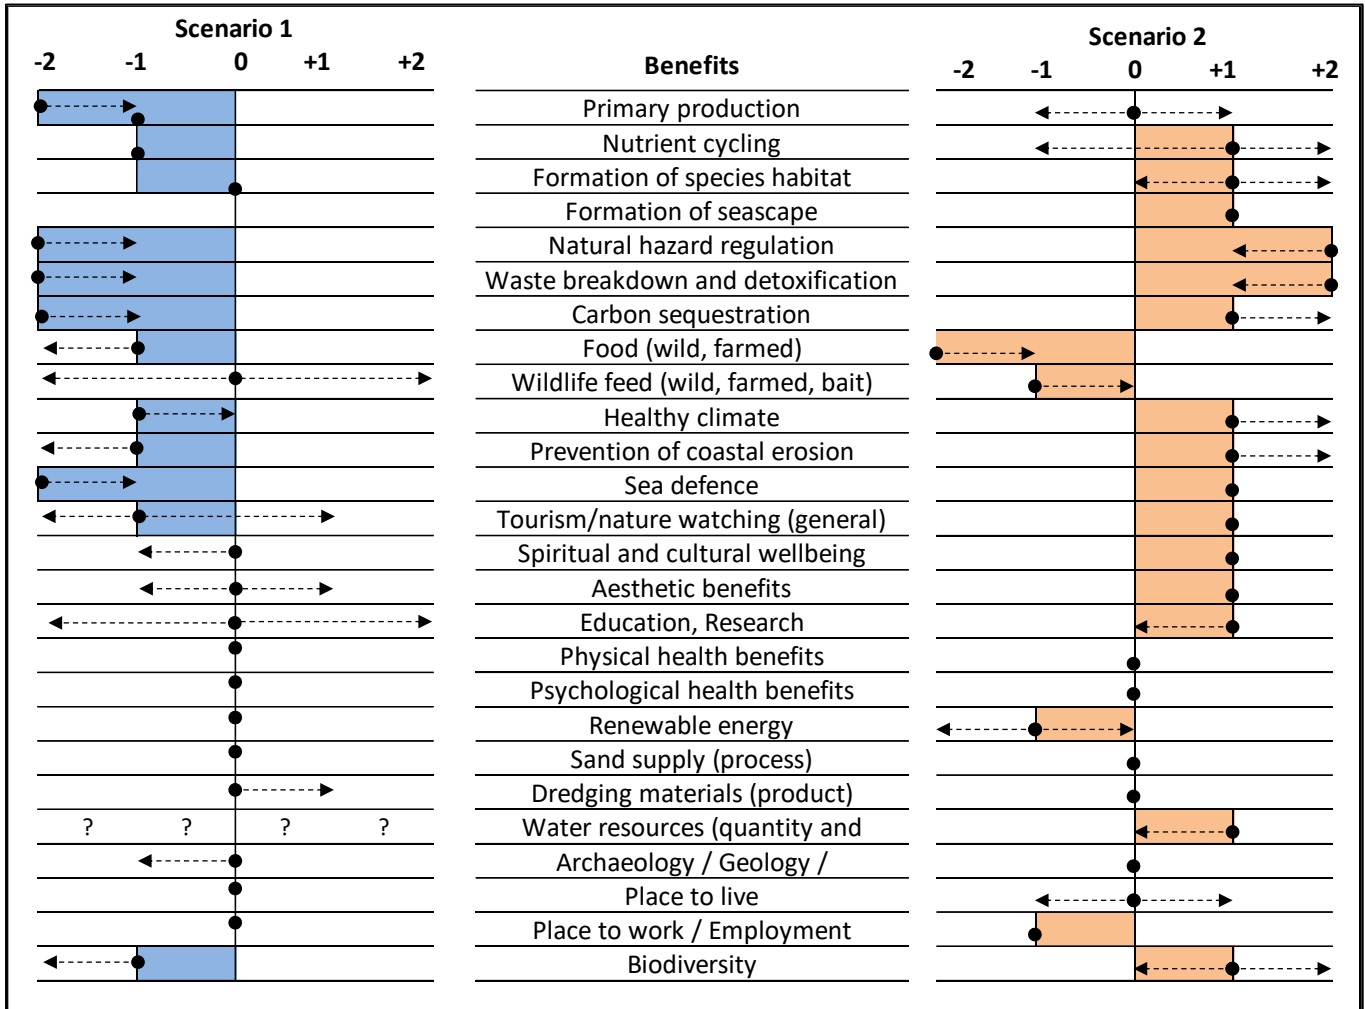 Scenario 1
-2 -1 0 +1 +2
Benefits
Scenario 2
-2 -1 0 +1 +2
Primary production
Nutrient cycling
Formation of species habitat
Formation of seascape
Natural hazard regulation
Waste breakdown and detoxification
Carbon sequestration
Food (wild, farmed)
Wildlife feed (wild, farmed, bait)
Healthy climate
Prevention of coastal erosion
Sea defence
Tourism/nature watching (general)
Spiritual and cultural wellbeing
Aesthetic benefits
Education, Research
Physical health benefits
Psychological health benefits
Renewable energy
Sand supply (process)
Dredging materials (product)
? ? ? ? Water resources (quantity and
Archaeology / Geology /
Place to live
Place to work / Employment
Biodiversity